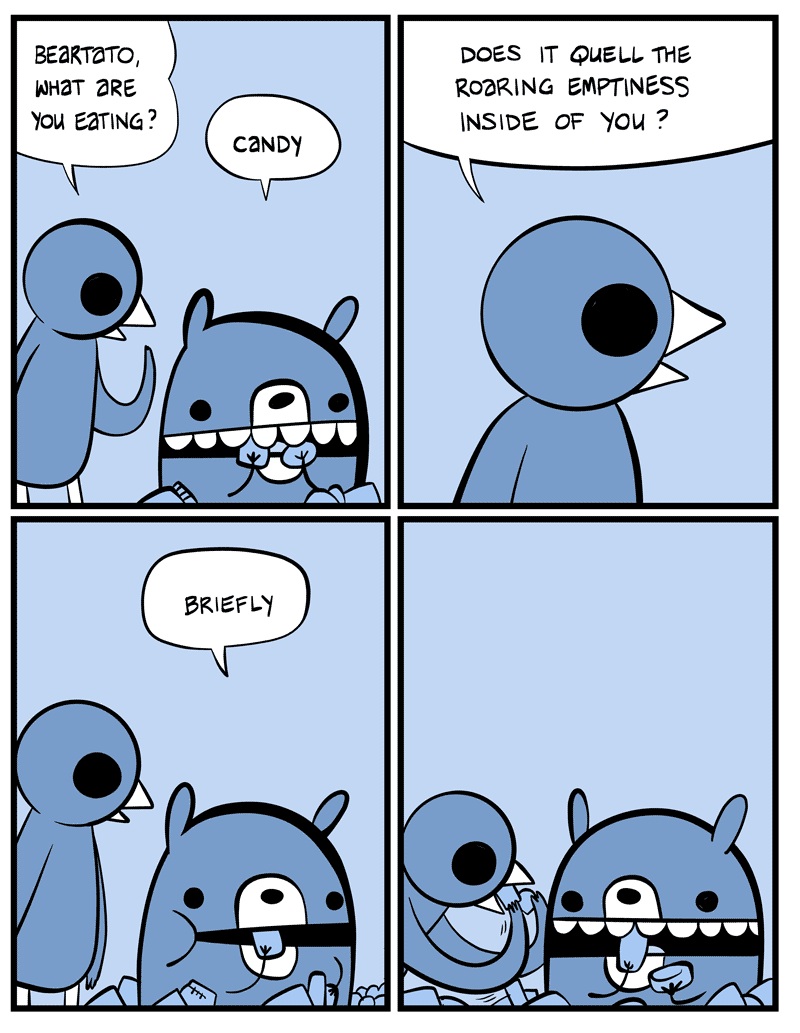 BEARTATO,
WHAT ARE
YOU EATING?
CANDY
DOES IT QUELL THE
ROARING EMPTINESS
INSIDE OF YOU?
BRIEFLY